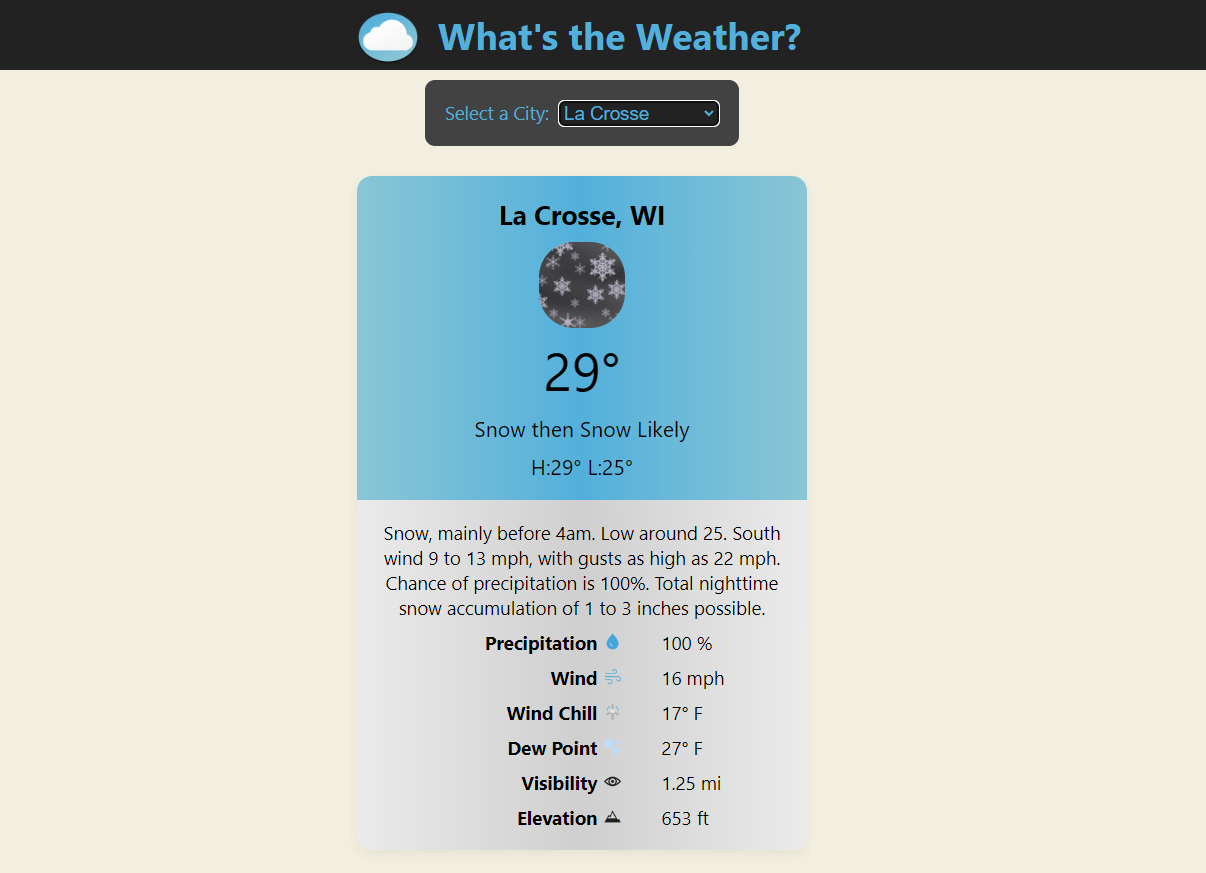 What's the Weather?
Select a City: La Crosse
La Crosse, WI
29°
Snow then Snow Likely
H:29° L:25°
Snow, mainly before 4am. Low around 25. South
wind 9 to 13 mph, with gusts as high as 22 mph.
Chance of precipitation is 100%. Total nighttime
snow accumulation of 1 to 3 inches possible.
Precipitation 100 %
Wind 16 mph
Wind Chill 17° F
Dew Point 27° F
Visibility 1.25 mi
Elevation 653 ft